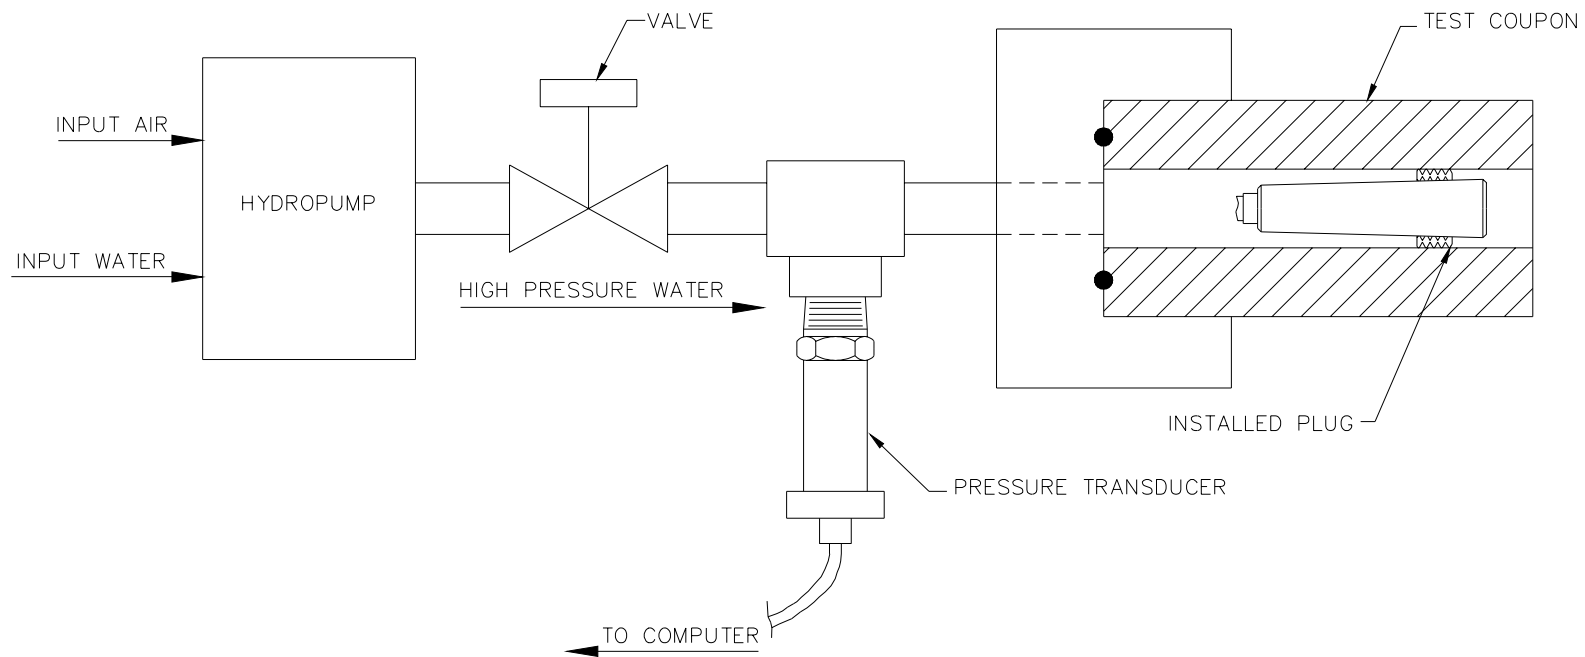 VALVE
TEST COUPON
INPUT AIR
HYDROPUMP
INPUT WATER
HIGH PRESSURE WATER
INSTALLED PLUG
PRESSURE TRANSDUCER
TO COMPUTER